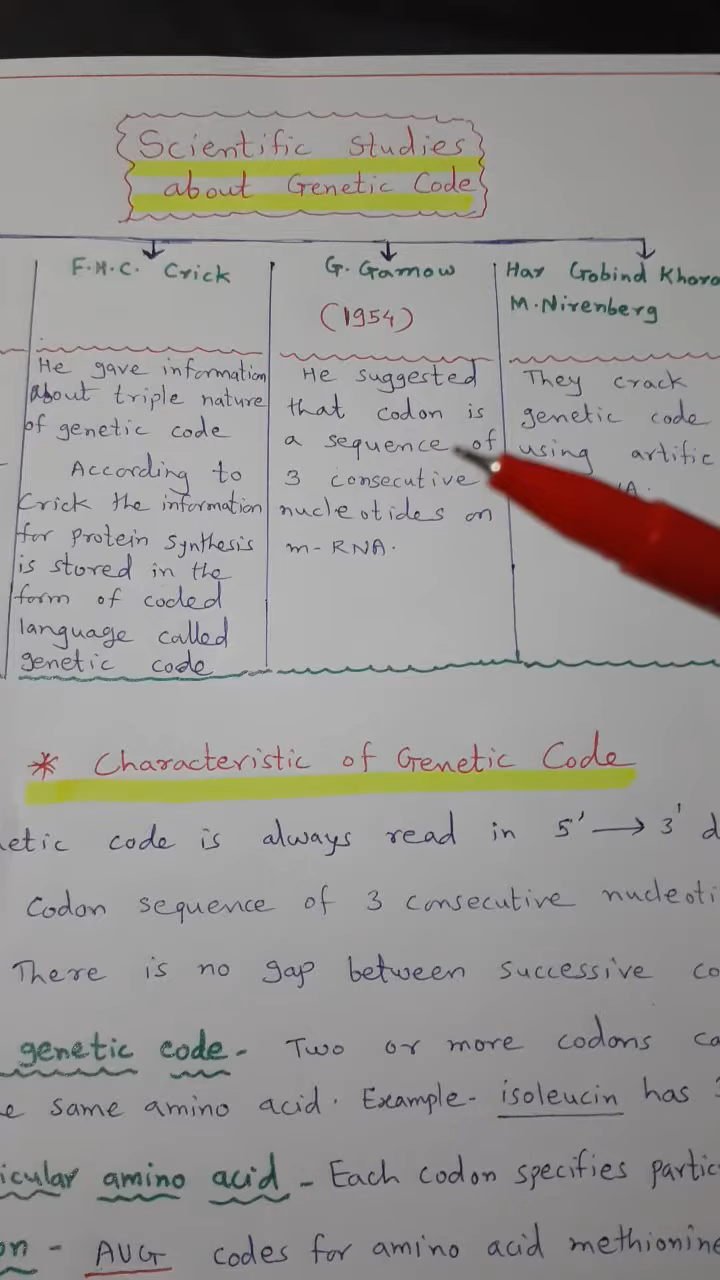 Scientific Studies
about Genetic Code
F.H.C. Crick
He gave information
About triple nature
of genetic code
According to
Crick the information
for protein synthesis
is stored in the
form of coded
language called
genetic code
G. Gamow
(1954)
He suggested
that codon is
a sequence of
3 consecutive
nucleotides on
m-RNA.
Har Gobind Khora
M. Nirenberg
They crack
genetic code
using artific
* Characteristic of Genetic Code
etic code is always read in 5' → 3' d
Codon sequence of 3 consecutive nucleoti
There is no gap between successive co
genetic code - Two or more codons ca
e same amino acid. Example - isoleucin has
icular amino acid - Each codon specifies partic
on - AUG codes for amino acid methionine